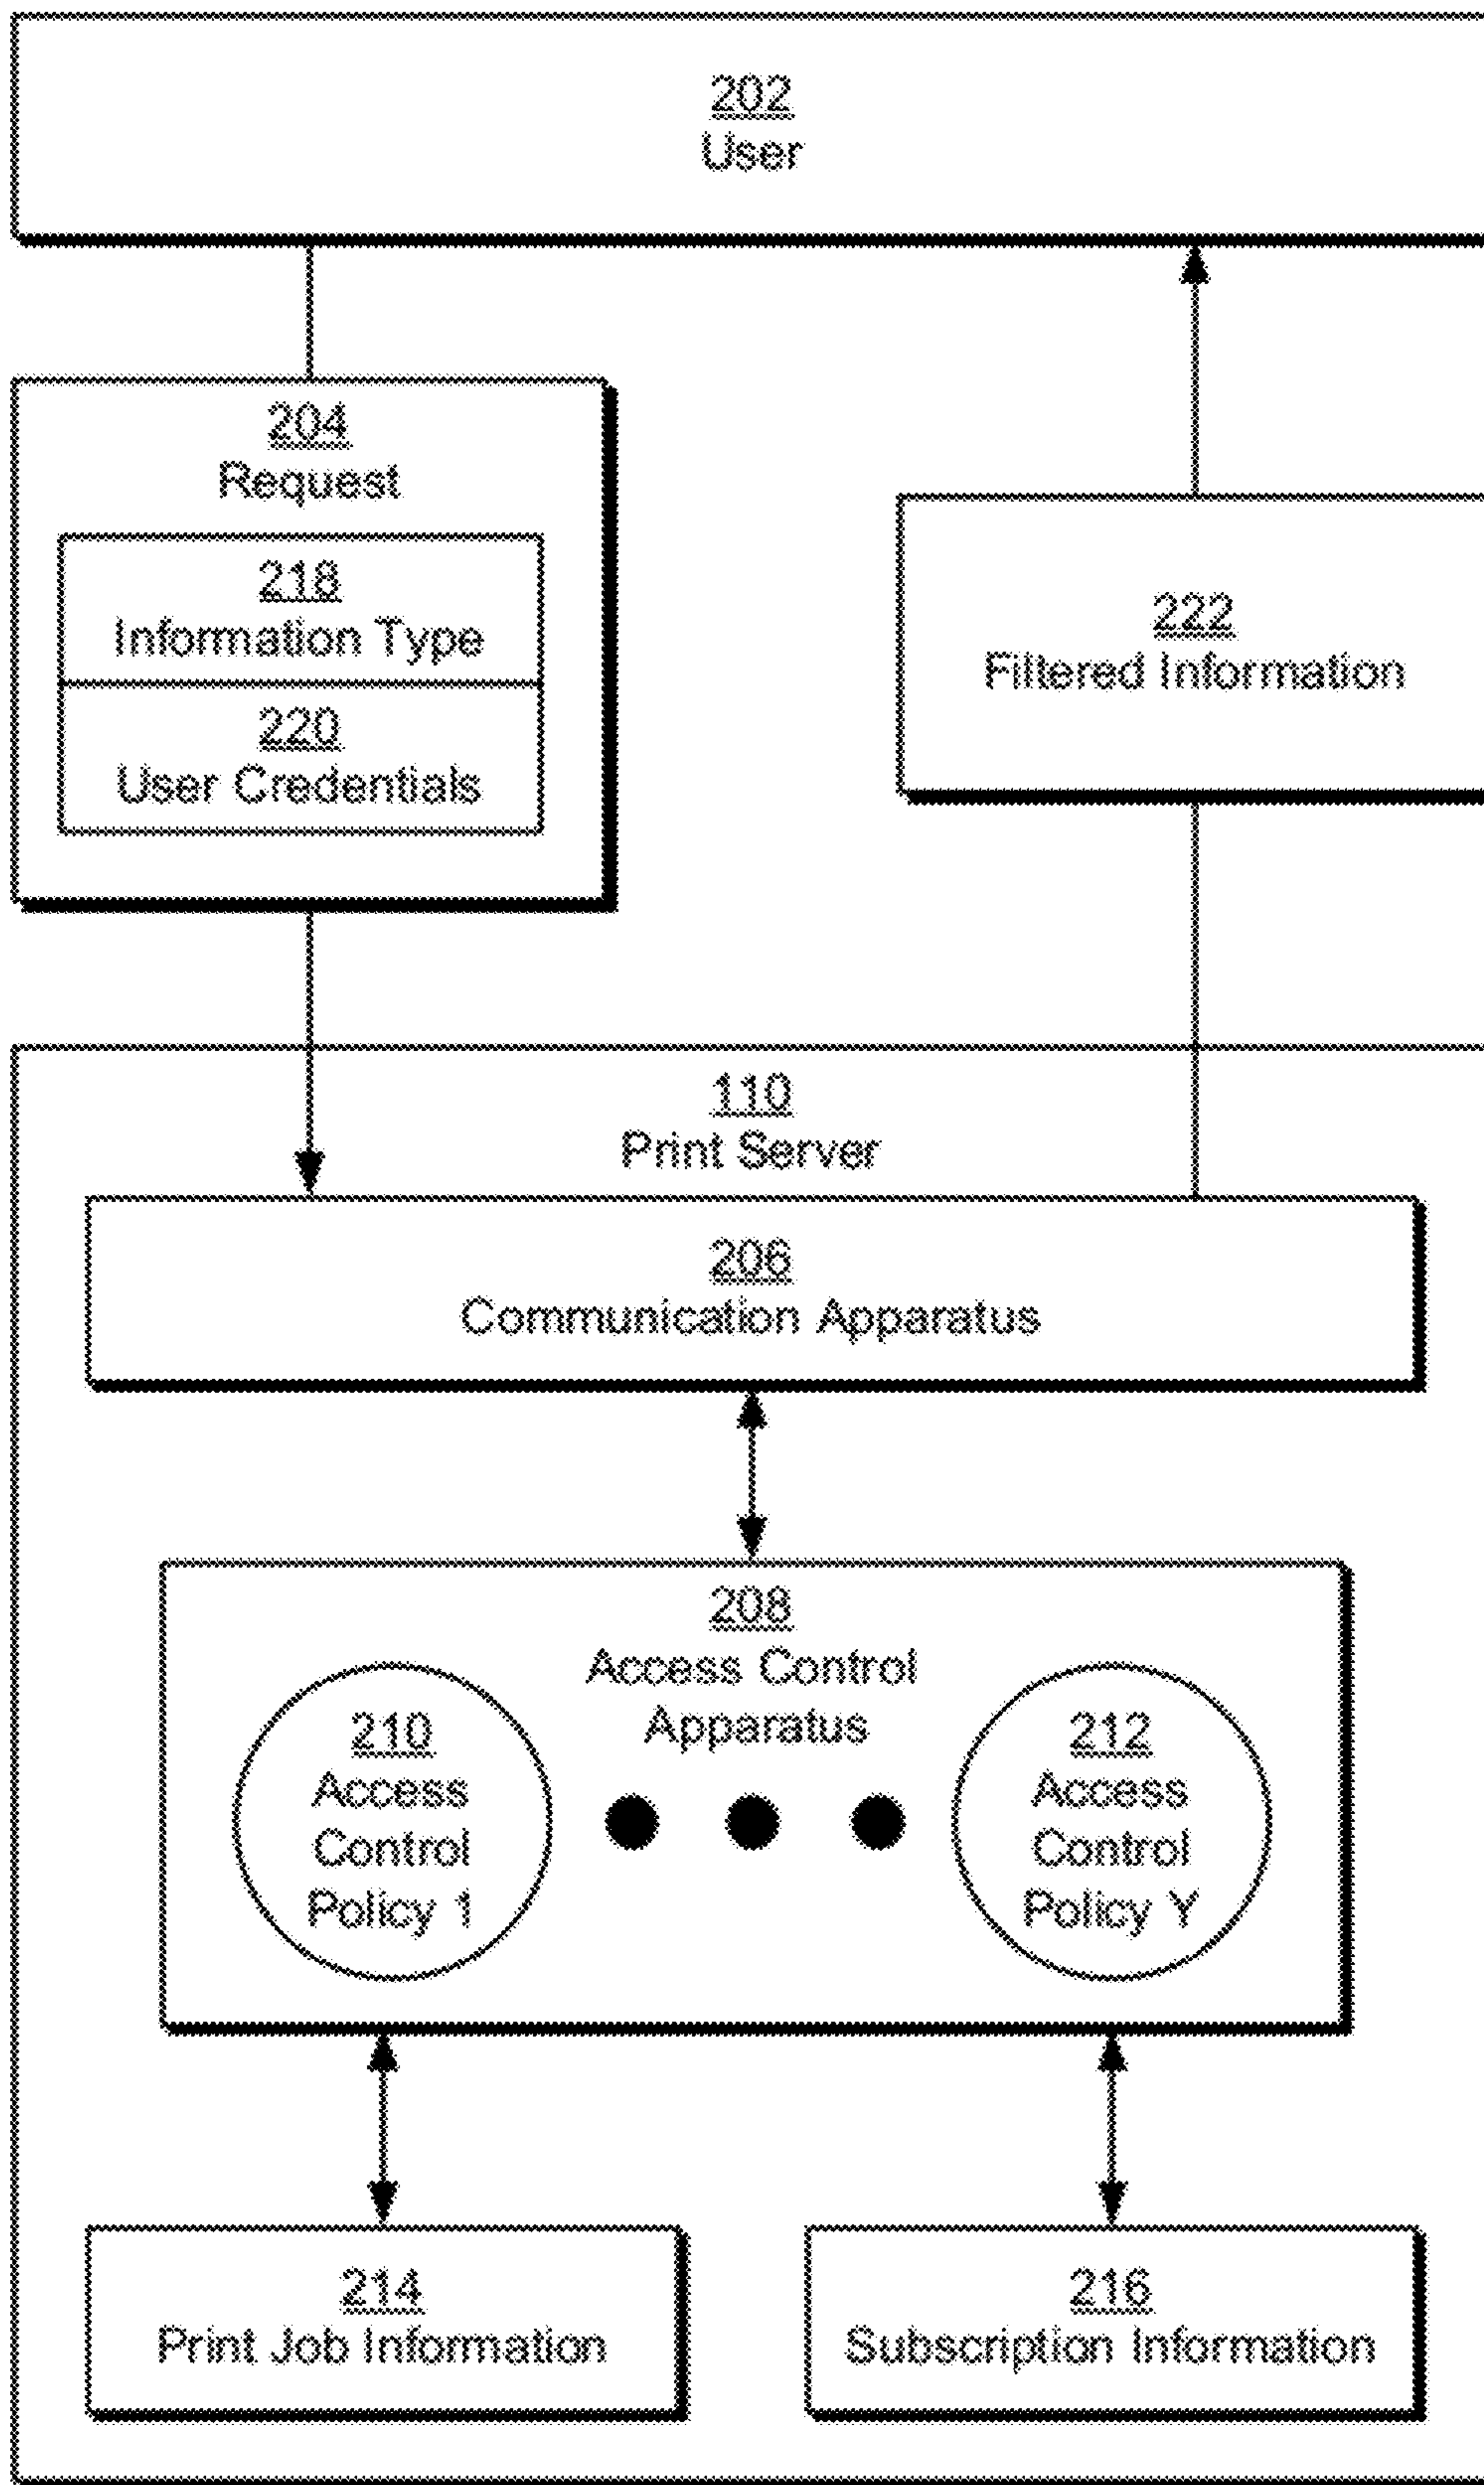 202
User
204
Request
218
Information Type
220
User Credentials
222
Filtered Information
110
Print Server
206
Communication Apparatus
208
Access Control
Apparatus
210
Access
Control
Policy 1
212
Access
Control
Policy Y
214
Print Job Information
216
Subscription Information